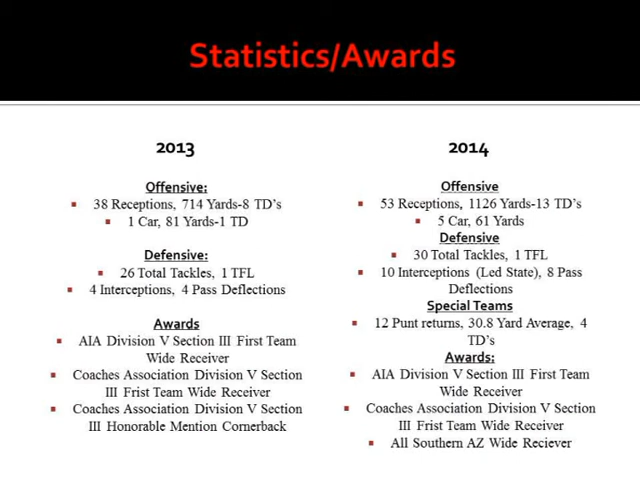 Statistics/Awards
2013
Offensive:
▪ 38 Receptions, 714 Yards-8 TD's
▪ 1 Car, 81 Yards-1 TD
Defensive:
▪ 26 Total Tackles, 1 TFL
▪ 4 Interceptions, 4 Pass Deflections
Awards
▪ AIA Division V Section III First Team
Wide Receiver
▪ Coaches Association Division V Section
III Frist Team Wide Receiver
▪ Coaches Association Division V Section
III Honorable Mention Cornerback
2014
Offensive
▪ 53 Receptions, 1126 Yards-13 TD's
▪ 5 Car, 61 Yards
Defensive
▪ 30 Total Tackles, 1 TFL
▪ 10 Interceptions (Led State), 8 Pass
Deflections
Special Teams
▪ 12 Punt returns, 30.8 Yard Average, 4
TD's
Awards:
▪ AIA Division V Section III First Team
Wide Receiver
▪ Coaches Association Division V Section
III Frist Team Wide Receiver
▪ All Southern AZ Wide Reciever